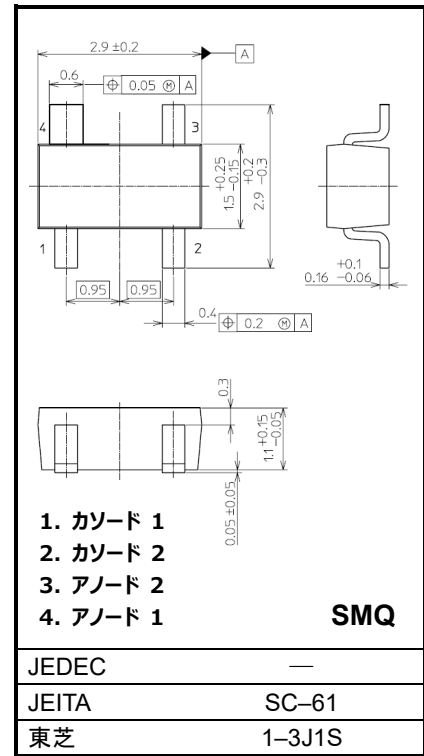 2.9 ±0.2
A
0.6
⌖ 0.05 Ⓜ A
4
3
1.5 +0.25 -0.15
2.9 +0.2 -0.3
1
2
0.95 0.95
0.4
⌖ 0.2 Ⓜ A
0.16 +0.1 -0.06
0.3
1.1 +0.15 -0.05
0.05 ±0.05
1. カソード 1
2. カソード 2
3. アノード 2
4. アノード 1 SMQ
JEDEC —
JEITA SC–61
東芝 1–3J1S